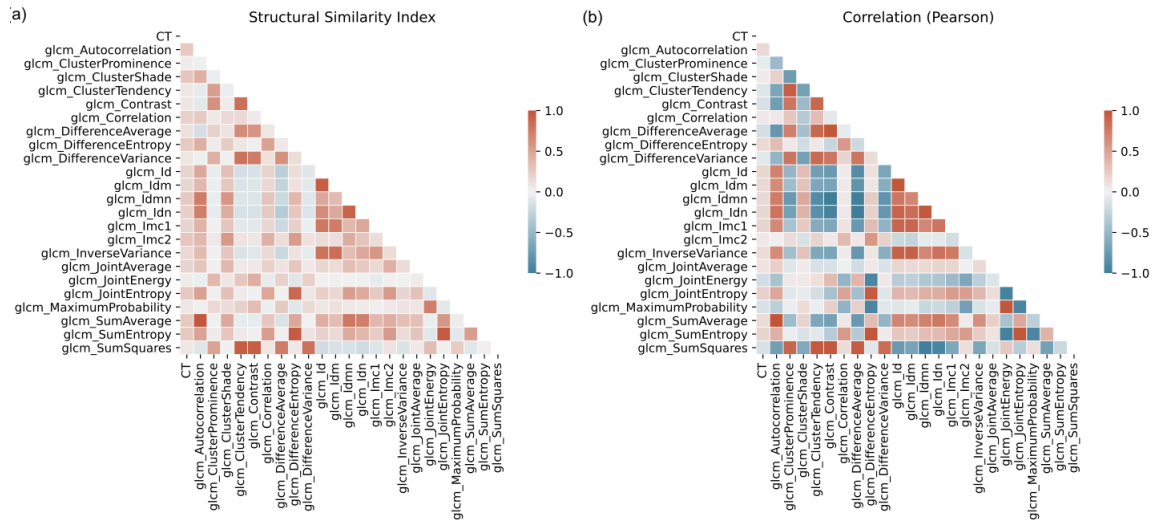 a)
Structural Similarity Index
CT
glcm_Autocorrelation
glcm_ClusterProminence
glcm_ClusterShade
glcm_ClusterTendency
glcm_Contrast
glcm_Correlation
glcm_DifferenceAverage
glcm_DifferenceEntropy
glcm_DifferenceVariance
glcm_Id
glcm_Idm
glcm_Idmn
glcm_Idn
glcm_Imc1
glcm_Imc2
glcm_InverseVariance
glcm_JointAverage
glcm_JointEnergy
glcm_JointEntropy
glcm_MaximumProbability
glcm_SumAverage
glcm_SumEntropy
glcm_SumSquares
CT
glcm_Autocorrelation
glcm_ClusterProminence
glcm_ClusterShade
glcm_ClusterTendency
glcm_Contrast
glcm_Correlation
glcm_DifferenceAverage
glcm_DifferenceEntropy
glcm_DifferenceVariance
glcm_Id
glcm_Idm
glcm_Idmn
glcm_Idn
glcm_Imc1
glcm_Imc2
glcm_InverseVariance
glcm_JointAverage
glcm_JointEnergy
glcm_JointEntropy
glcm_MaximumProbability
glcm_SumAverage
glcm_SumEntropy
glcm_SumSquares
1.0
0.5
0.0
−0.5
−1.0
(b)
Correlation (Pearson)
CT
glcm_Autocorrelation
glcm_ClusterProminence
glcm_ClusterShade
glcm_ClusterTendency
glcm_Contrast
glcm_Correlation
glcm_DifferenceAverage
glcm_DifferenceEntropy
glcm_DifferenceVariance
glcm_Id
glcm_Idm
glcm_Idmn
glcm_Idn
glcm_Imc1
glcm_Imc2
glcm_InverseVariance
glcm_JointAverage
glcm_JointEnergy
glcm_JointEntropy
glcm_MaximumProbability
glcm_SumAverage
glcm_SumEntropy
glcm_SumSquares
CT
glcm_Autocorrelation
glcm_ClusterProminence
glcm_ClusterShade
glcm_ClusterTendency
glcm_Contrast
glcm_Correlation
glcm_DifferenceAverage
glcm_DifferenceEntropy
glcm_DifferenceVariance
glcm_Id
glcm_Idm
glcm_Idmn
glcm_Idn
glcm_Imc1
glcm_Imc2
glcm_InverseVariance
glcm_JointAverage
glcm_JointEnergy
glcm_JointEntropy
glcm_MaximumProbability
glcm_SumAverage
glcm_SumEntropy
glcm_SumSquares
1.0
0.5
0.0
−0.5
−1.0